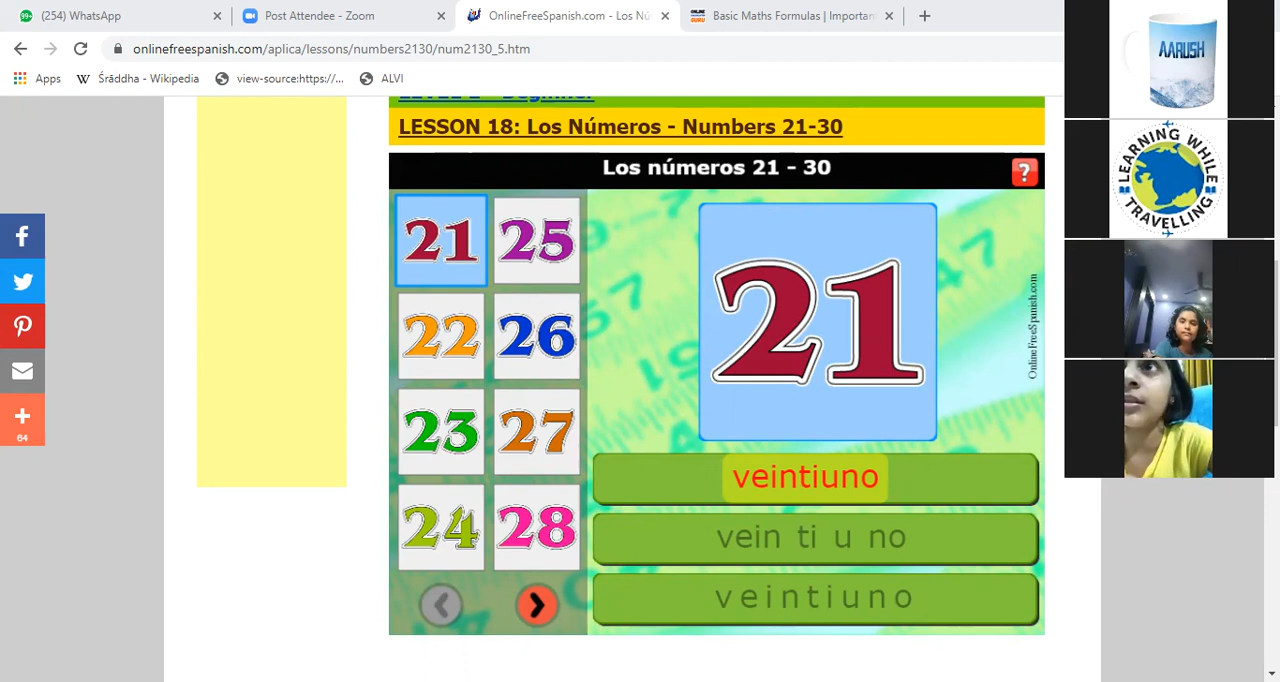 (254) WhatsApp
Post Attendee - Zoom
OnlineFreeSpanish.com - Los Nú
Basic Maths Formulas | Importan
onlinefreespanish.com/aplica/lessons/numbers2130/num2130_5.htm
Apps
Śrāddha - Wikipedia
view-source:https://...
ALVI
LESSON 18: Los Números - Numbers 21-30
Los números 21 - 30
?
21 25
22 26
23 27
24 28
21
OnlineFreeSpanish.com
veintiuno
vein ti u no
v e i n t i u n o
64
AARUSH
LEARNING WHILE
TRAVELLING